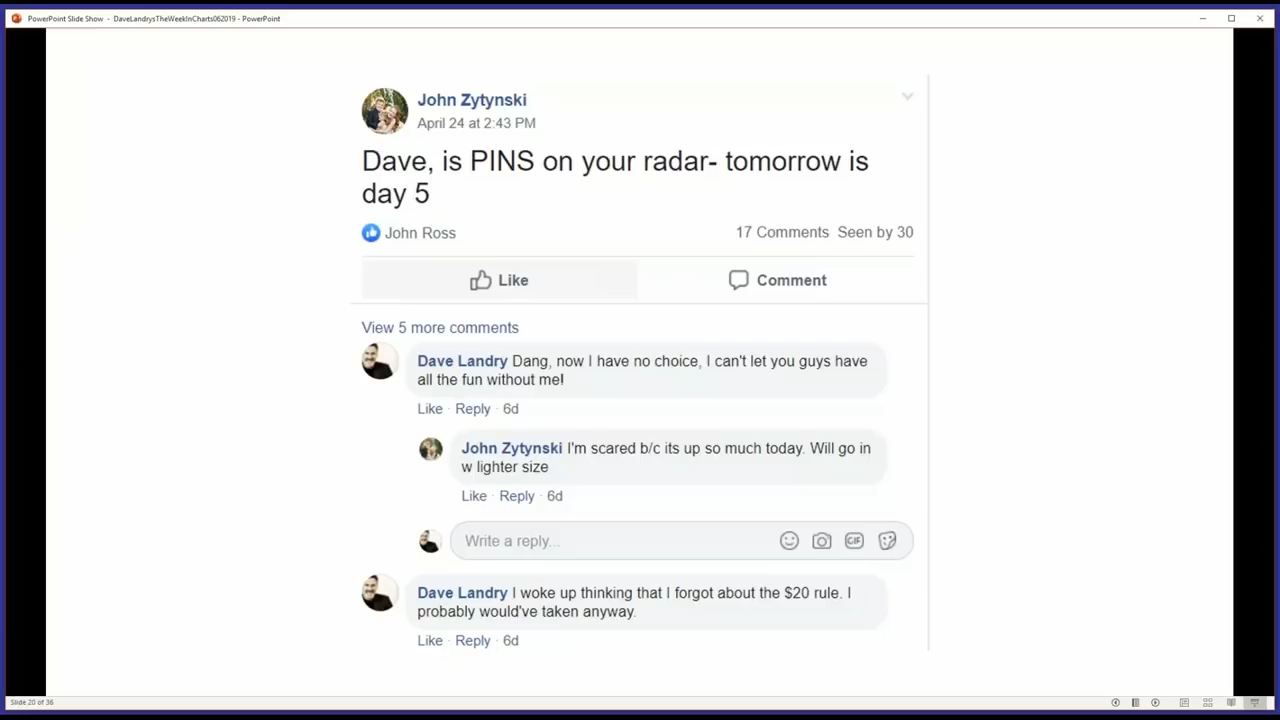 PowerPoint Slide Show - DaveLandrysTheWeekInCharts062019 - PowerPoint
John Zytynski
April 24 at 2:43 PM
Dave, is PINS on your radar- tomorrow is
day 5
John Ross
17 Comments Seen by 30
Like
Comment
View 5 more comments
Dave Landry Dang, now I have no choice, I can't let you guys have
all the fun without me!
Like · Reply · 6d
John Zytynski I'm scared b/c its up so much today. Will go in
w lighter size
Like · Reply · 6d
Write a reply...
GIF
Dave Landry I woke up thinking that I forgot about the $20 rule. I
probably would've taken anyway.
Like · Reply · 6d
Slide 20 of 36